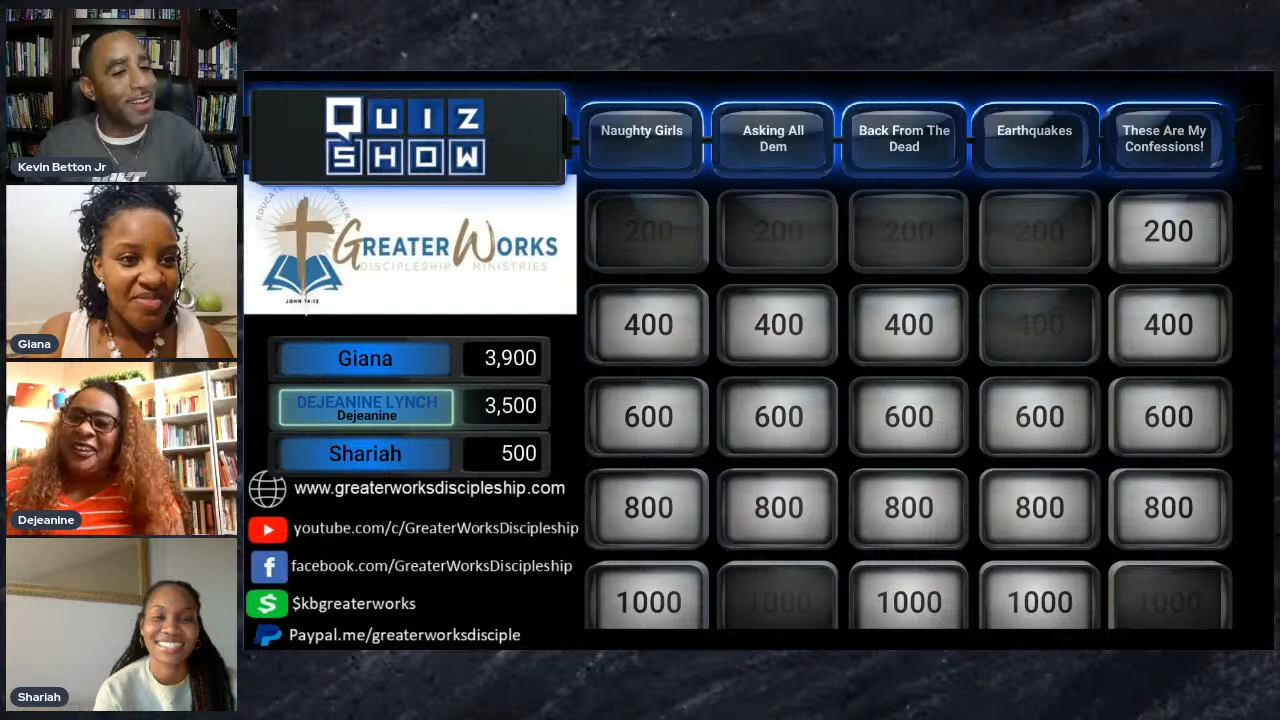 Kevin Betton Jr
Giana
Dejeanine
Shariah
QUIZ
SHOW
GREATER WORKS
DISCIPLESHIP MINISTRIES
JOHN 14:12
Giana 3,900
DEJEANINE LYNCH
Dejeanine 3,500
Shariah 500
www.greaterworksdiscipleship.com
youtube.com/c/GreaterWorksDiscipleship
facebook.com/GreaterWorksDiscipleship
$kbgreaterworks
Paypal.me/greaterworksdisciple
Naughty Girls
Asking All
Dem
Back From The
Dead
Earthquakes
These Are My
Confessions!
200 200 200 200 200
400 400 400 400 400
600 600 600 600 600
800 800 800 800 800
1000 1000 1000 1000 1000